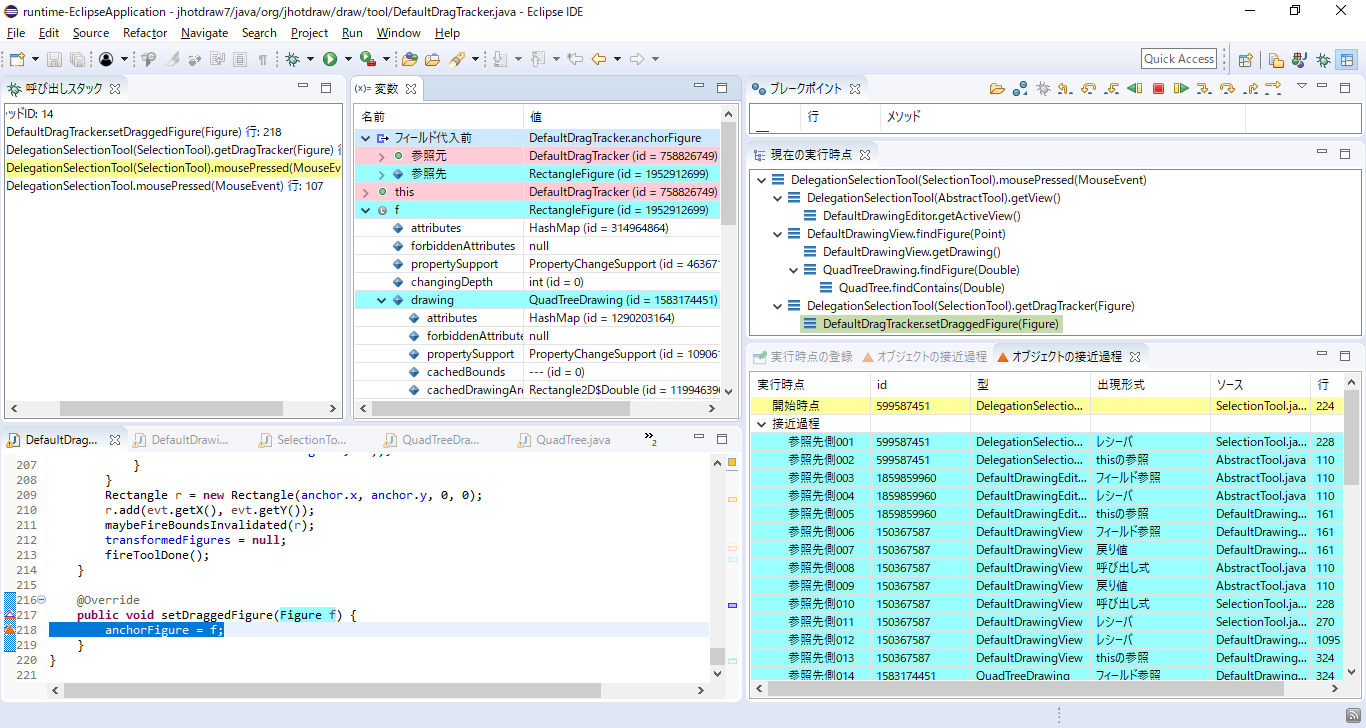 runtime-EclipseApplication - jhotdraw7/java/org/jhotdraw/draw/tool/DefaultDragTracker.java - Eclipse IDE
File Edit Source Refactor Navigate Search Project Run Window Help
Quick Access
呼び出しスタック
ッドID: 14
DefaultDragTracker.setDraggedFigure(Figure) 行: 218
DelegationSelectionTool(SelectionTool).getDragTracker(Figure) 行
DelegationSelectionTool(SelectionTool).mousePressed(MouseEv
DelegationSelectionTool.mousePressed(MouseEvent) 行: 107
(x)= 変数
名前 値
フィールド代入前 DefaultDragTracker.anchorFigure
参照元 DefaultDragTracker (id = 758826749)
参照先 RectangleFigure (id = 1952912699)
this DefaultDragTracker (id = 758826749)
f RectangleFigure (id = 1952912699)
attributes HashMap (id = 314964864)
forbiddenAttributes null
propertySupport PropertyChangeSupport (id = 463671
changingDepth int (id = 0)
drawing QuadTreeDrawing (id = 1583174451)
attributes HashMap (id = 1290203164)
forbiddenAttribute null
propertySupport PropertyChangeSupport (id = 10906
cachedBounds --- (id = 0)
cachedDrawingAre Rectangle2D$Double (id = 119946396
ブレークポイント
行 メソッド
現在の実行時点
DelegationSelectionTool(SelectionTool).mousePressed(MouseEvent)
DelegationSelectionTool(AbstractTool).getView()
DefaultDrawingEditor.getActiveView()
DefaultDrawingView.findFigure(Point)
DefaultDrawingView.getDrawing()
QuadTreeDrawing.findFigure(Double)
QuadTree.findContains(Double)
DelegationSelectionTool(SelectionTool).getDragTracker(Figure)
DefaultDragTracker.setDraggedFigure(Figure)
DefaultDrag... DefaultDrawi... SelectionTo... QuadTreeDra... QuadTree.java »2
207 }
208 }
209 Rectangle r = new Rectangle(anchor.x, anchor.y, 0, 0);
210 r.add(evt.getX(), evt.getY());
211 maybeFireBoundsInvalidated(r);
212 transformedFigures = null;
213 fireToolDone();
214 }
215
216 @Override
217 public void setDraggedFigure(Figure f) {
218 anchorFigure = f;
219 }
220 }
221
実行時点の登録 オブジェクトの接近過程 オブジェクトの接近過程
実行時点 id 型 出現形式 ソース 行
開始時点 599587451 DelegationSelectio... SelectionTool.ja... 224
接近過程
参照先側001 599587451 DelegationSelectio... レシーバ SelectionTool.ja... 228
参照先側002 599587451 DelegationSelectio... thisの参照 AbstractTool.java 110
参照先側003 1859859960 DefaultDrawingEdit... フィールド参照 AbstractTool.java 110
参照先側004 1859859960 DefaultDrawingEdit... レシーバ AbstractTool.java 110
参照先側005 1859859960 DefaultDrawingEdit... thisの参照 DefaultDrawing... 161
参照先側006 150367587 DefaultDrawingView フィールド参照 DefaultDrawing... 161
参照先側007 150367587 DefaultDrawingView 戻り値 DefaultDrawing... 161
参照先側008 150367587 DefaultDrawingView 呼び出し式 AbstractTool.java 110
参照先側009 150367587 DefaultDrawingView 戻り値 AbstractTool.java 110
参照先側010 150367587 DefaultDrawingView 呼び出し式 SelectionTool.ja... 228
参照先側011 150367587 DefaultDrawingView レシーバ SelectionTool.ja... 270
参照先側012 150367587 DefaultDrawingView レシーバ DefaultDrawing... 1095
参照先側013 150367587 DefaultDrawingView thisの参照 DefaultDrawing... 324
参照先側014 1583174451 QuadTreeDrawing フィールド参照 DefaultDrawing... 324